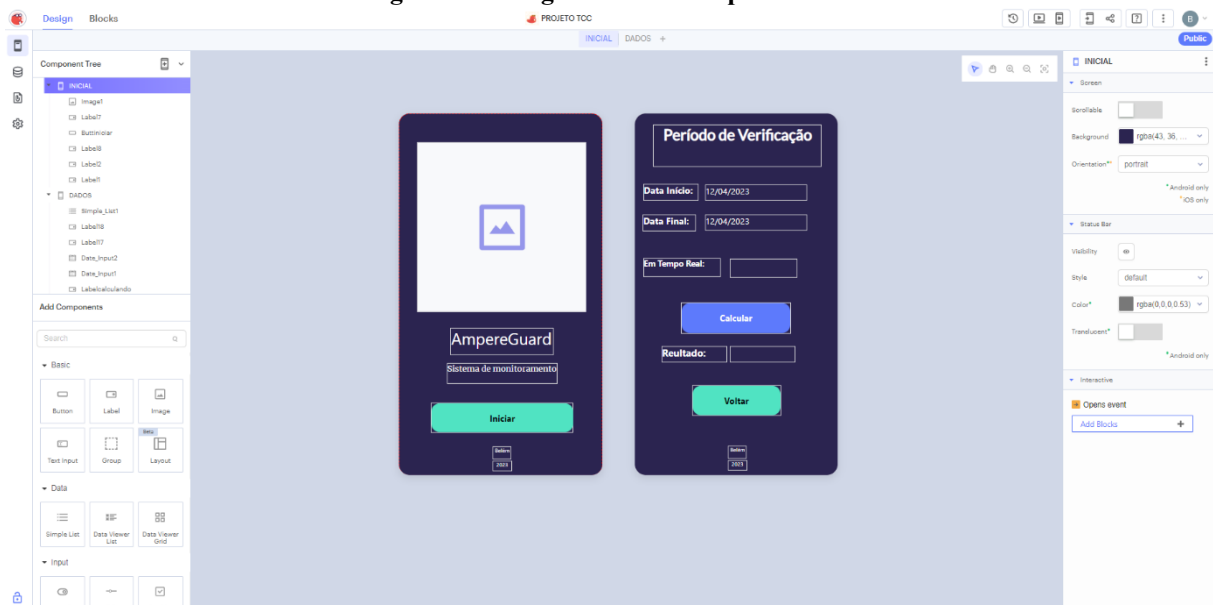 Design Blocks
PROJETO TCC
B
INICIAL DADOS +
Public
Component Tree
INICIAL
Image1
Label7
ButtIniciar
Label8
Label2
Label1
DADOS
Simple_List1
Label18
Label17
Date_Input2
Date_Input1
Labelcalculando
Add Components
Search
Basic
Button Label Image
Beta
Text Input Group Layout
Data
Simple List Data Viewer List Data Viewer Grid
Input
AmpereGuard
Sistema de monitoramento
Iniciar
Belém
2023
Período de Verificação
Data Início: 12/04/2023
Data Final: 12/04/2023
Em Tempo Real:
Calcular
Reultado:
Voltar
Belém
2023
INICIAL
Screen
Scrollable
Background rgba(43, 36, ...
Orientation** portrait
*Android only
*iOS only
Status Bar
Visibility
Style default
Color* rgba(0,0,0,0.53)
Translucent*
*Android only
Interactive
Opens event
Add Blocks +